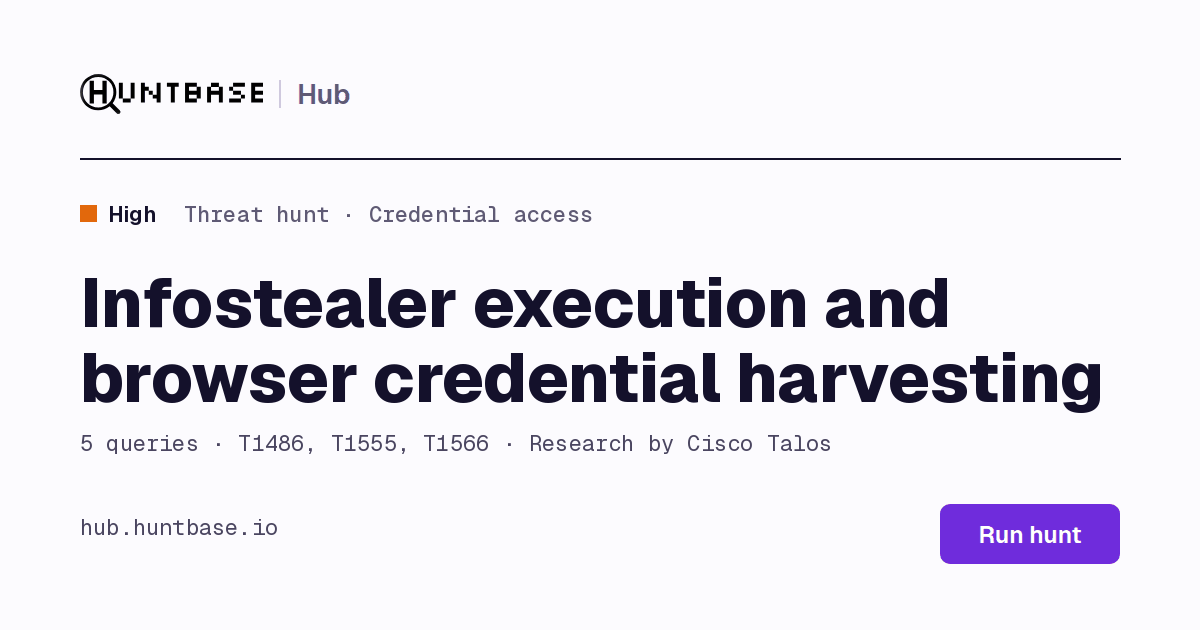 HUNTBASE | Hub
High Threat hunt · Credential access
Infostealer execution and
browser credential harvesting
5 queries · T1486, T1555, T1566 · Research by Cisco Talos
hub.huntbase.io
Run hunt